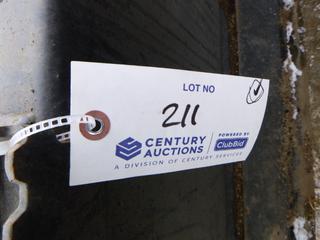 LOT NO
211
CENTURY AUCTIONS
POWERED BY
ClubBid
A DIVISION OF CENTURY SERVICES